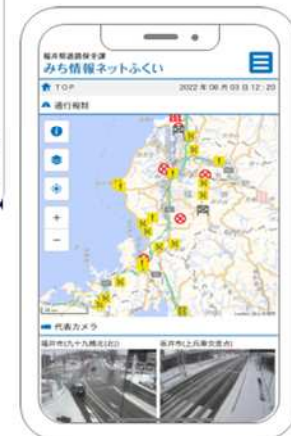 福井県道路保全課
みち情報ネットふくい
TOP
2022年06月03日12:20
通行規制
代表カメラ
福井市(九十九橋北(北))
坂井市(上兵庫交差点)